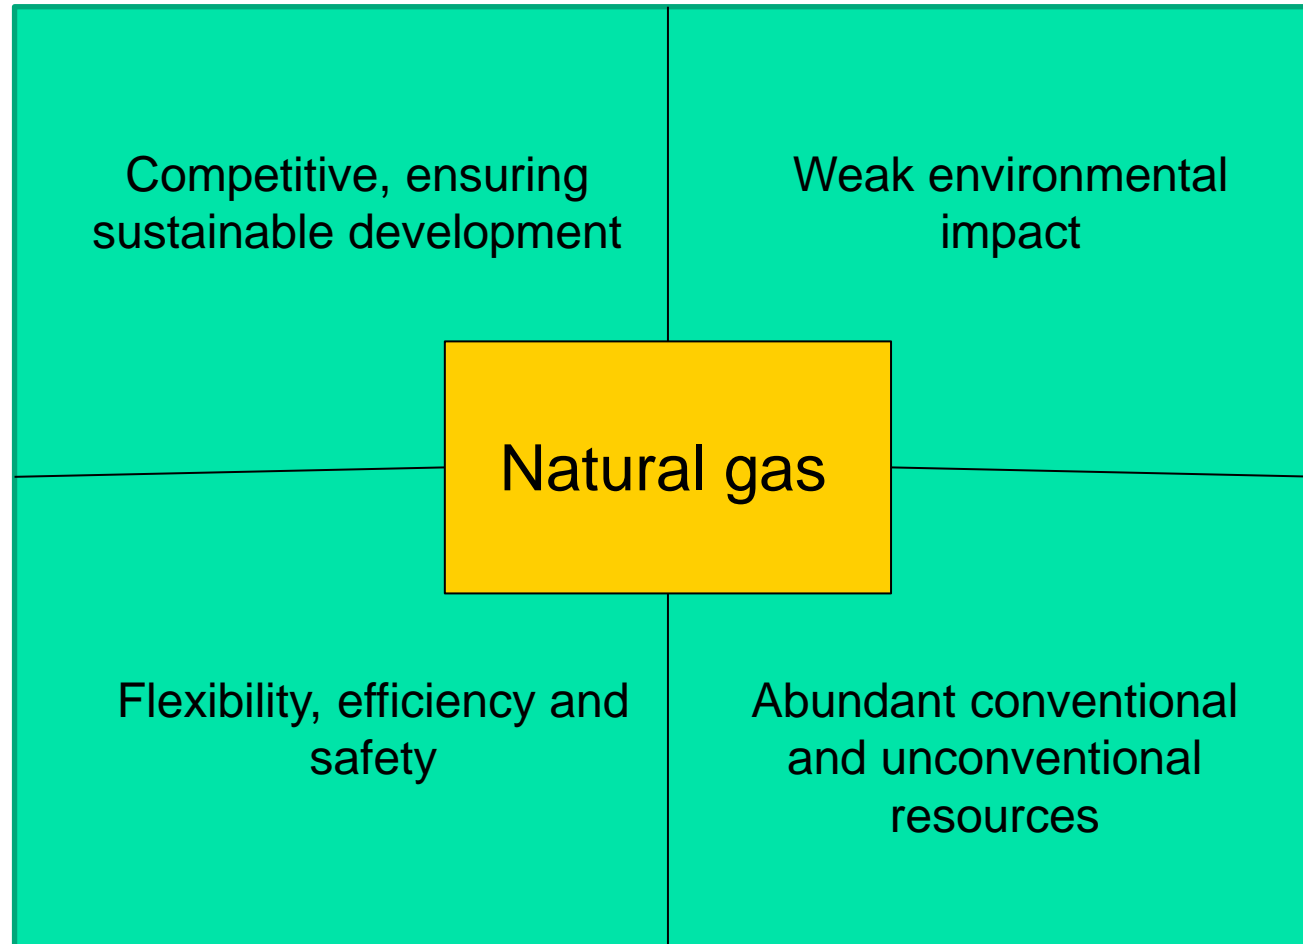 Competitive, ensuring
sustainable development
Weak environmental
impact
Natural gas
Flexibility, efficiency and
safety
Abundant conventional
and unconventional
resources